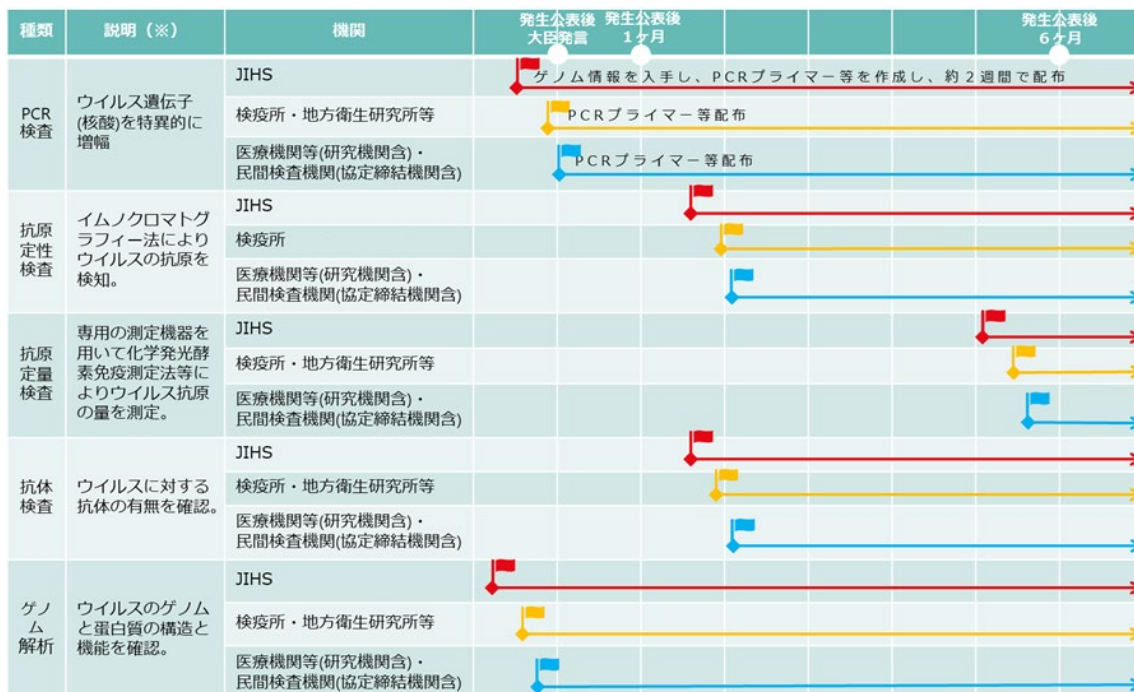 種類
説明（※）
機関
発生公表後
大臣発言
発生公表後
1ヶ月
発生公表後
6ヶ月
PCR
検査
ウイルス遺伝子
(核酸)を特異的に
増幅
JIHS
ゲノム情報を入手し、PCRプライマー等を作成し、約２週間で配布
検疫所・地方衛生研究所等
PCRプライマー等配布
医療機関等(研究機関含)・
民間検査機関(協定締結機関含)
PCRプライマー等配布
抗原
定性
検査
イムノクロマトグ
ラフィー法により
ウイルスの抗原を
検知。
JIHS
検疫所
医療機関等(研究機関含)・
民間検査機関(協定締結機関含)
抗原
定量
検査
専用の測定機器を
用いて化学発光酵
素免疫測定法等に
よりウイルス抗原
の量を測定。
JIHS
検疫所・地方衛生研究所等
医療機関等(研究機関含)・
民間検査機関(協定締結機関含)
抗体
検査
ウイルスに対する
抗体の有無を確認。
JIHS
検疫所・地方衛生研究所等
医療機関等(研究機関含)・
民間検査機関(協定締結機関含)
ゲノ
ム
解析
ウイルスのゲノム
と蛋白質の構造と
機能を確認。
JIHS
検疫所・地方衛生研究所等
医療機関等(研究機関含)・
民間検査機関(協定締結機関含)